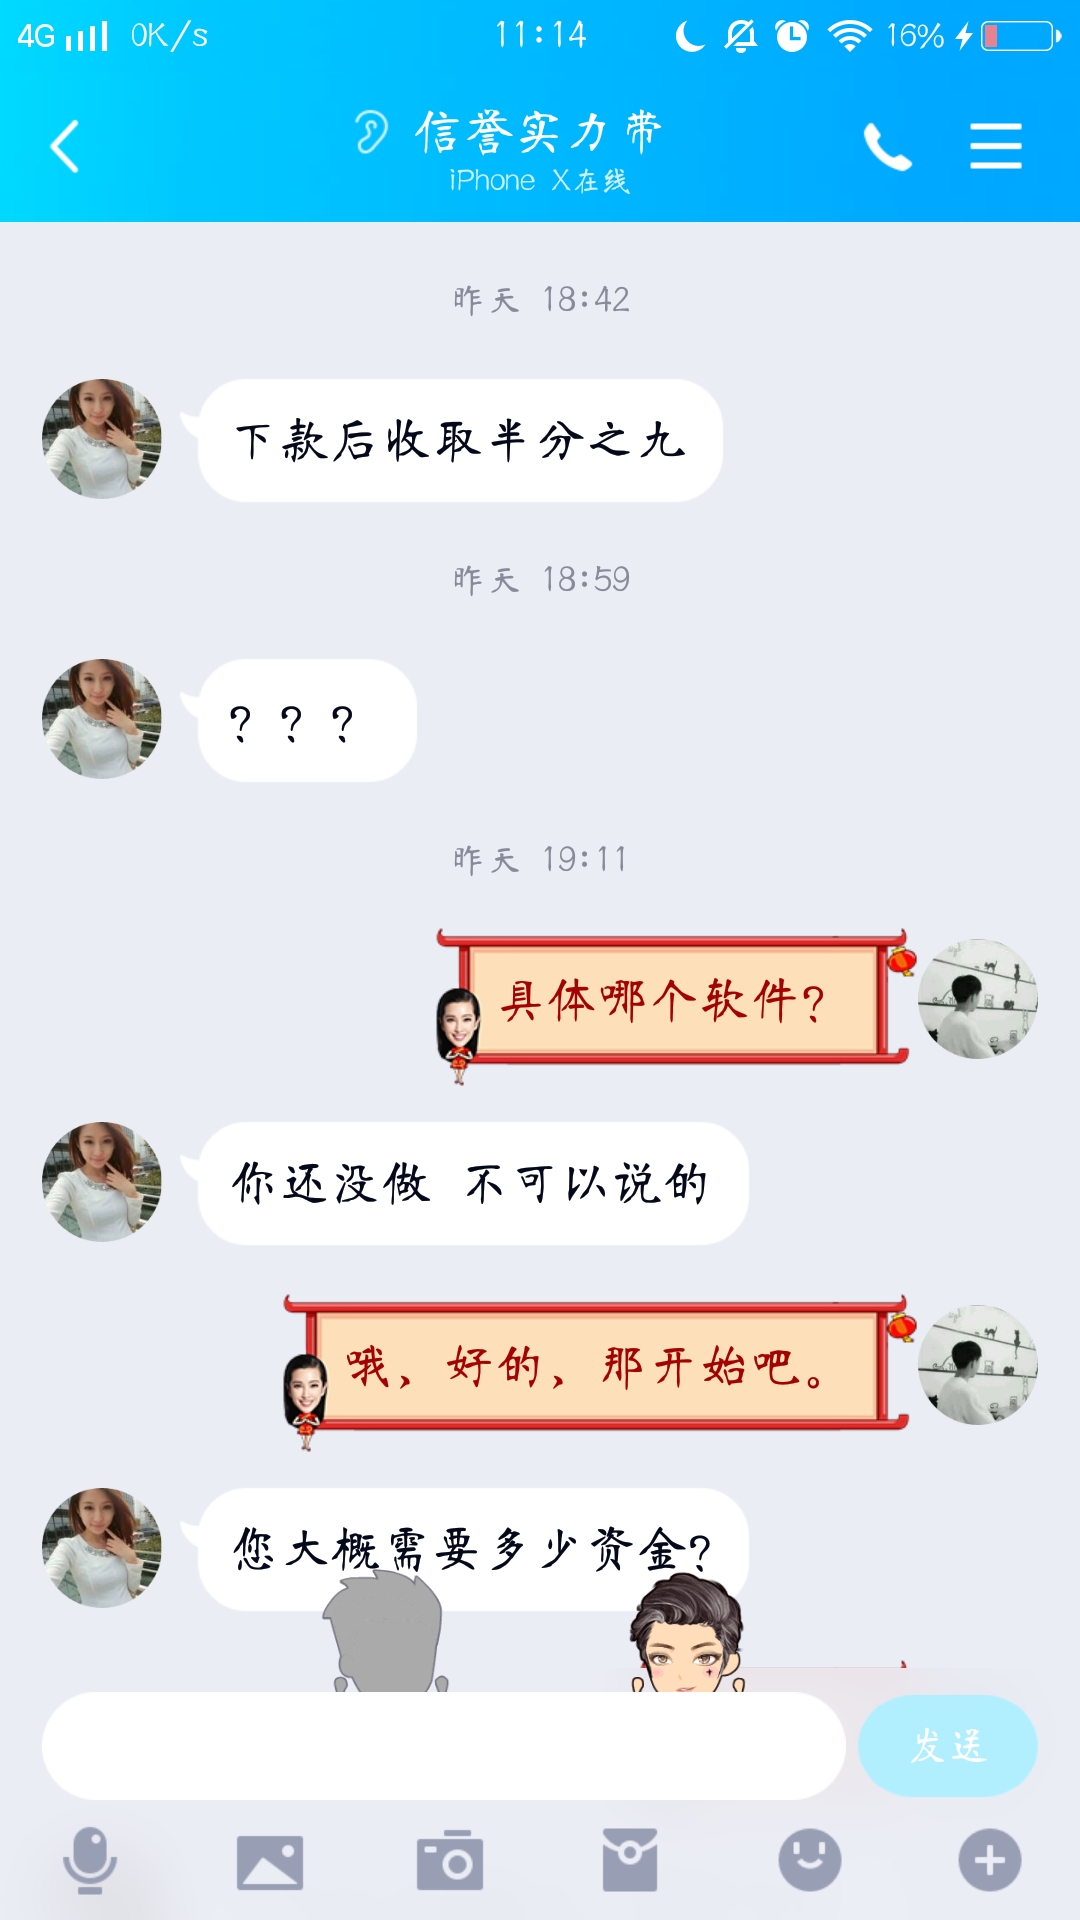 4G 0K/s 11:14 16%
信誉实力带
iPhone X在线
昨天 18:42
下款后收取半分之九
昨天 18:59
？？？
昨天 19:11
具体哪个软件？
你还没做 不可以说的
哦，好的，那开始吧。
您大概需要多少资金？
发送